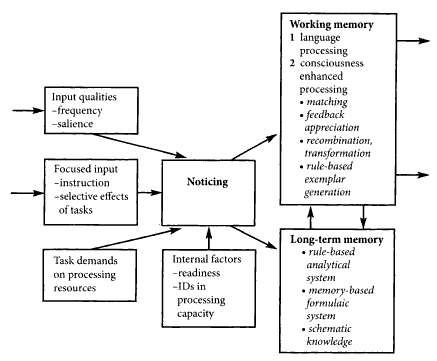 Working memory
1 language
processing
2 consciousness
enhanced
processing
• matching
• feedback
appreciation
• recombination,
transformation
• rule-based
exemplar
generation
Input qualities
–frequency
–salience
Focused input
–instruction
–selective effects
of tasks
Noticing
Task demands
on processing
resources
Internal factors
–readiness
–IDs in
processing
capacity
Long-term memory
• rule-based
analytical
system
• memory-based
formulaic
system
• schematic
knowledge